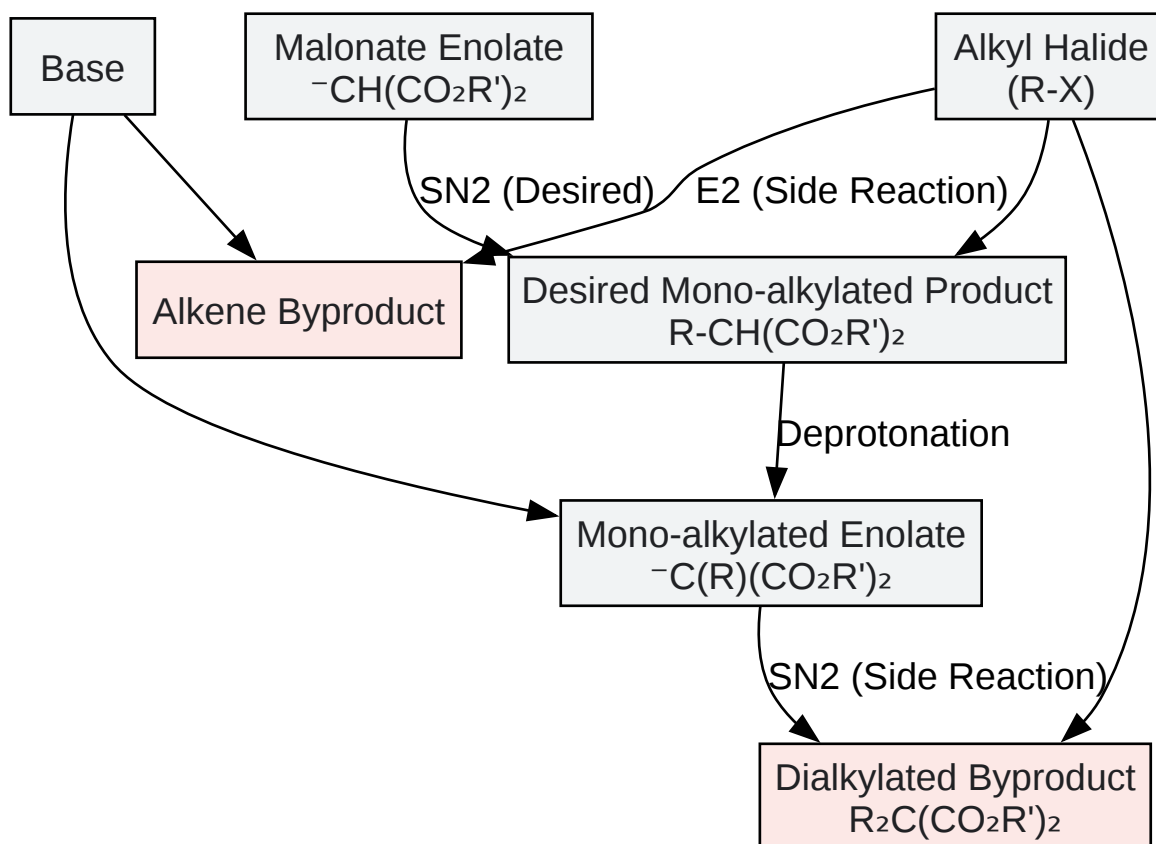 Base
Malonate Enolate
⁻CH(CO₂R')₂
Alkyl Halide
(R-X)
SN2 (Desired)
E2 (Side Reaction)
Alkene Byproduct
Desired Mono-alkylated Product
R-CH(CO₂R')₂
Deprotonation
Mono-alkylated Enolate
⁻C(R)(CO₂R')₂
SN2 (Side Reaction)
Dialkylated Byproduct
R₂C(CO₂R')₂